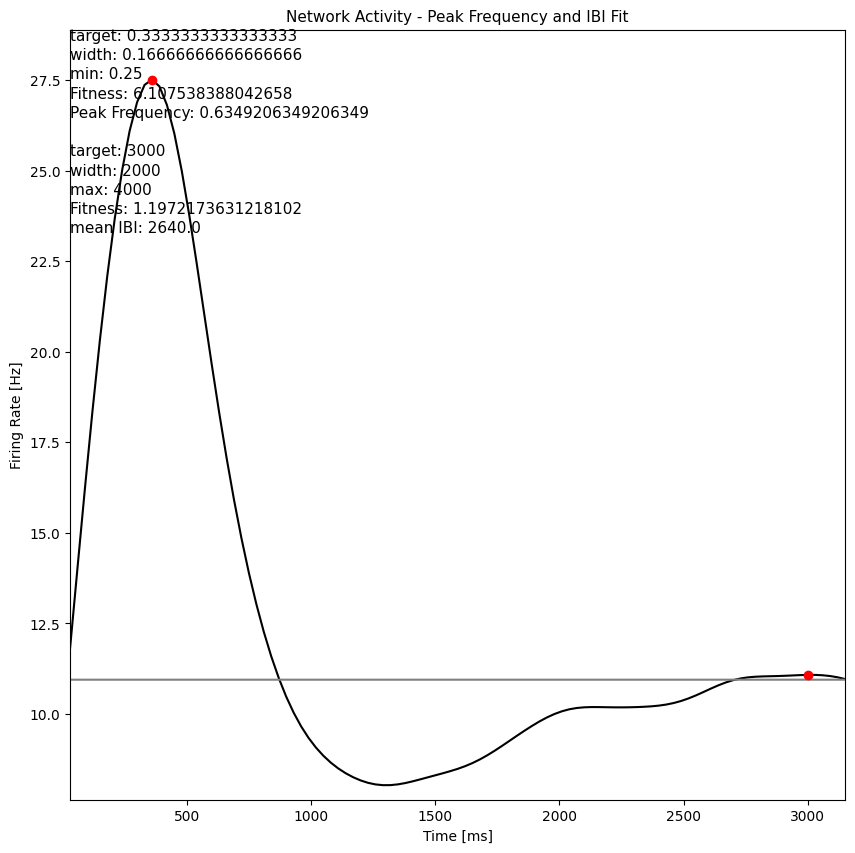 Network Activity - Peak Frequency and IBI Fit
target: 0.3333333333333333
width: 0.16666666666666666
min: 0.25
Fitness: 6.107538388042658
Peak Frequency: 0.6349206349206349
target: 3000
width: 2000
max: 4000
Fitness: 1.1972173631218102
mean IBI: 2640.0
27.5
25.0
22.5
20.0
17.5
15.0
12.5
10.0
Firing Rate [Hz]
500 1000 1500 2000 2500 3000
Time [ms]